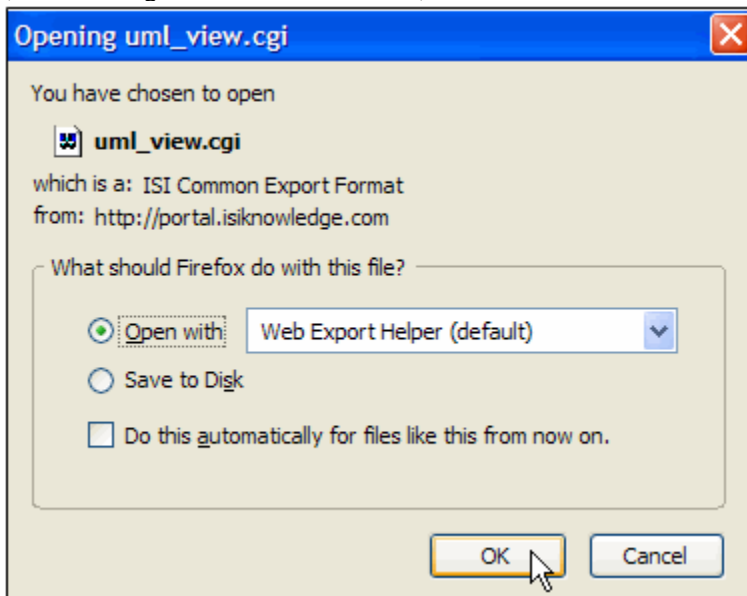 Opening uml_view.cgi
You have chosen to open
uml_view.cgi
which is a: ISI Common Export Format
from: http://portal.isiknowledge.com
What should Firefox do with this file?
Open with Web Export Helper (default)
Save to Disk
Do this automatically for files like this from now on.
OK Cancel